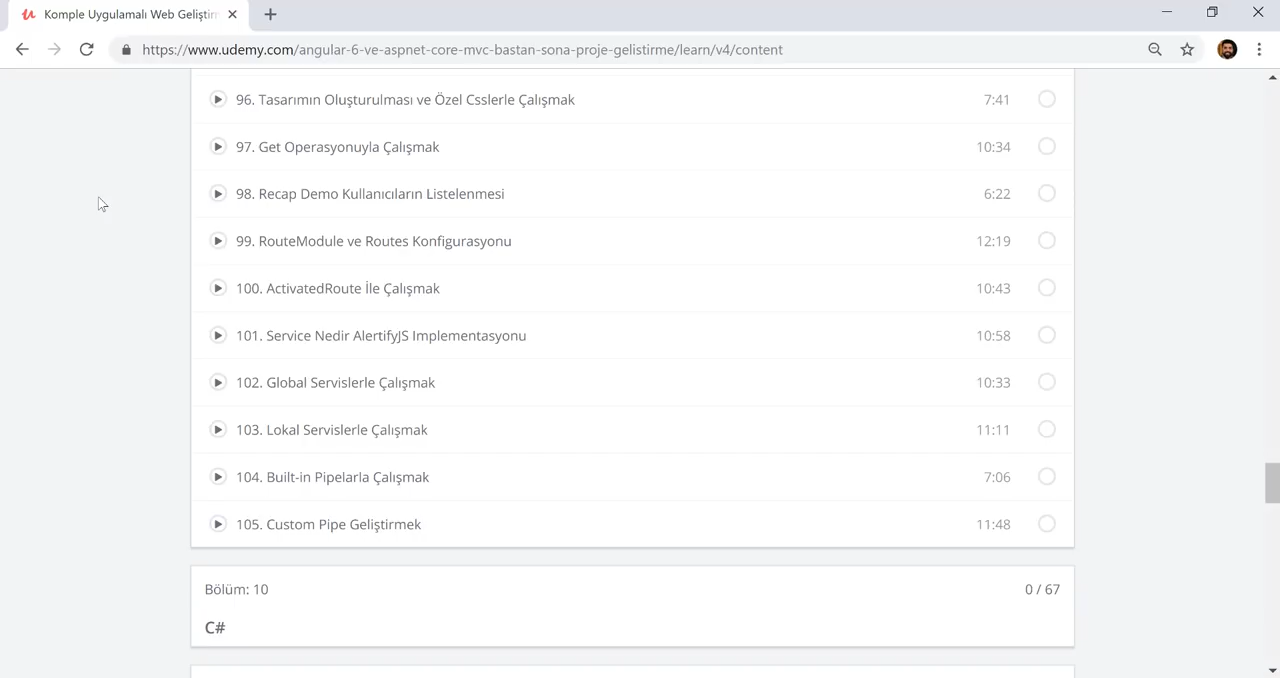 Komple Uygulamalı Web Geliştirm
https://www.udemy.com/angular-6-ve-aspnet-core-mvc-bastan-sona-proje-gelistirme/learn/v4/content
96. Tasarımın Oluşturulması ve Özel Csslerle Çalışmak 7:41
97. Get Operasyonuyla Çalışmak 10:34
98. Recap Demo Kullanıcıların Listelenmesi 6:22
99. RouteModule ve Routes Konfigurasyonu 12:19
100. ActivatedRoute İle Çalışmak 10:43
101. Service Nedir AlertifyJS Implementasyonu 10:58
102. Global Servislerle Çalışmak 10:33
103. Lokal Servislerle Çalışmak 11:11
104. Built-in Pipelarla Çalışmak 7:06
105. Custom Pipe Geliştirmek 11:48
Bölüm: 10 0 / 67
C#